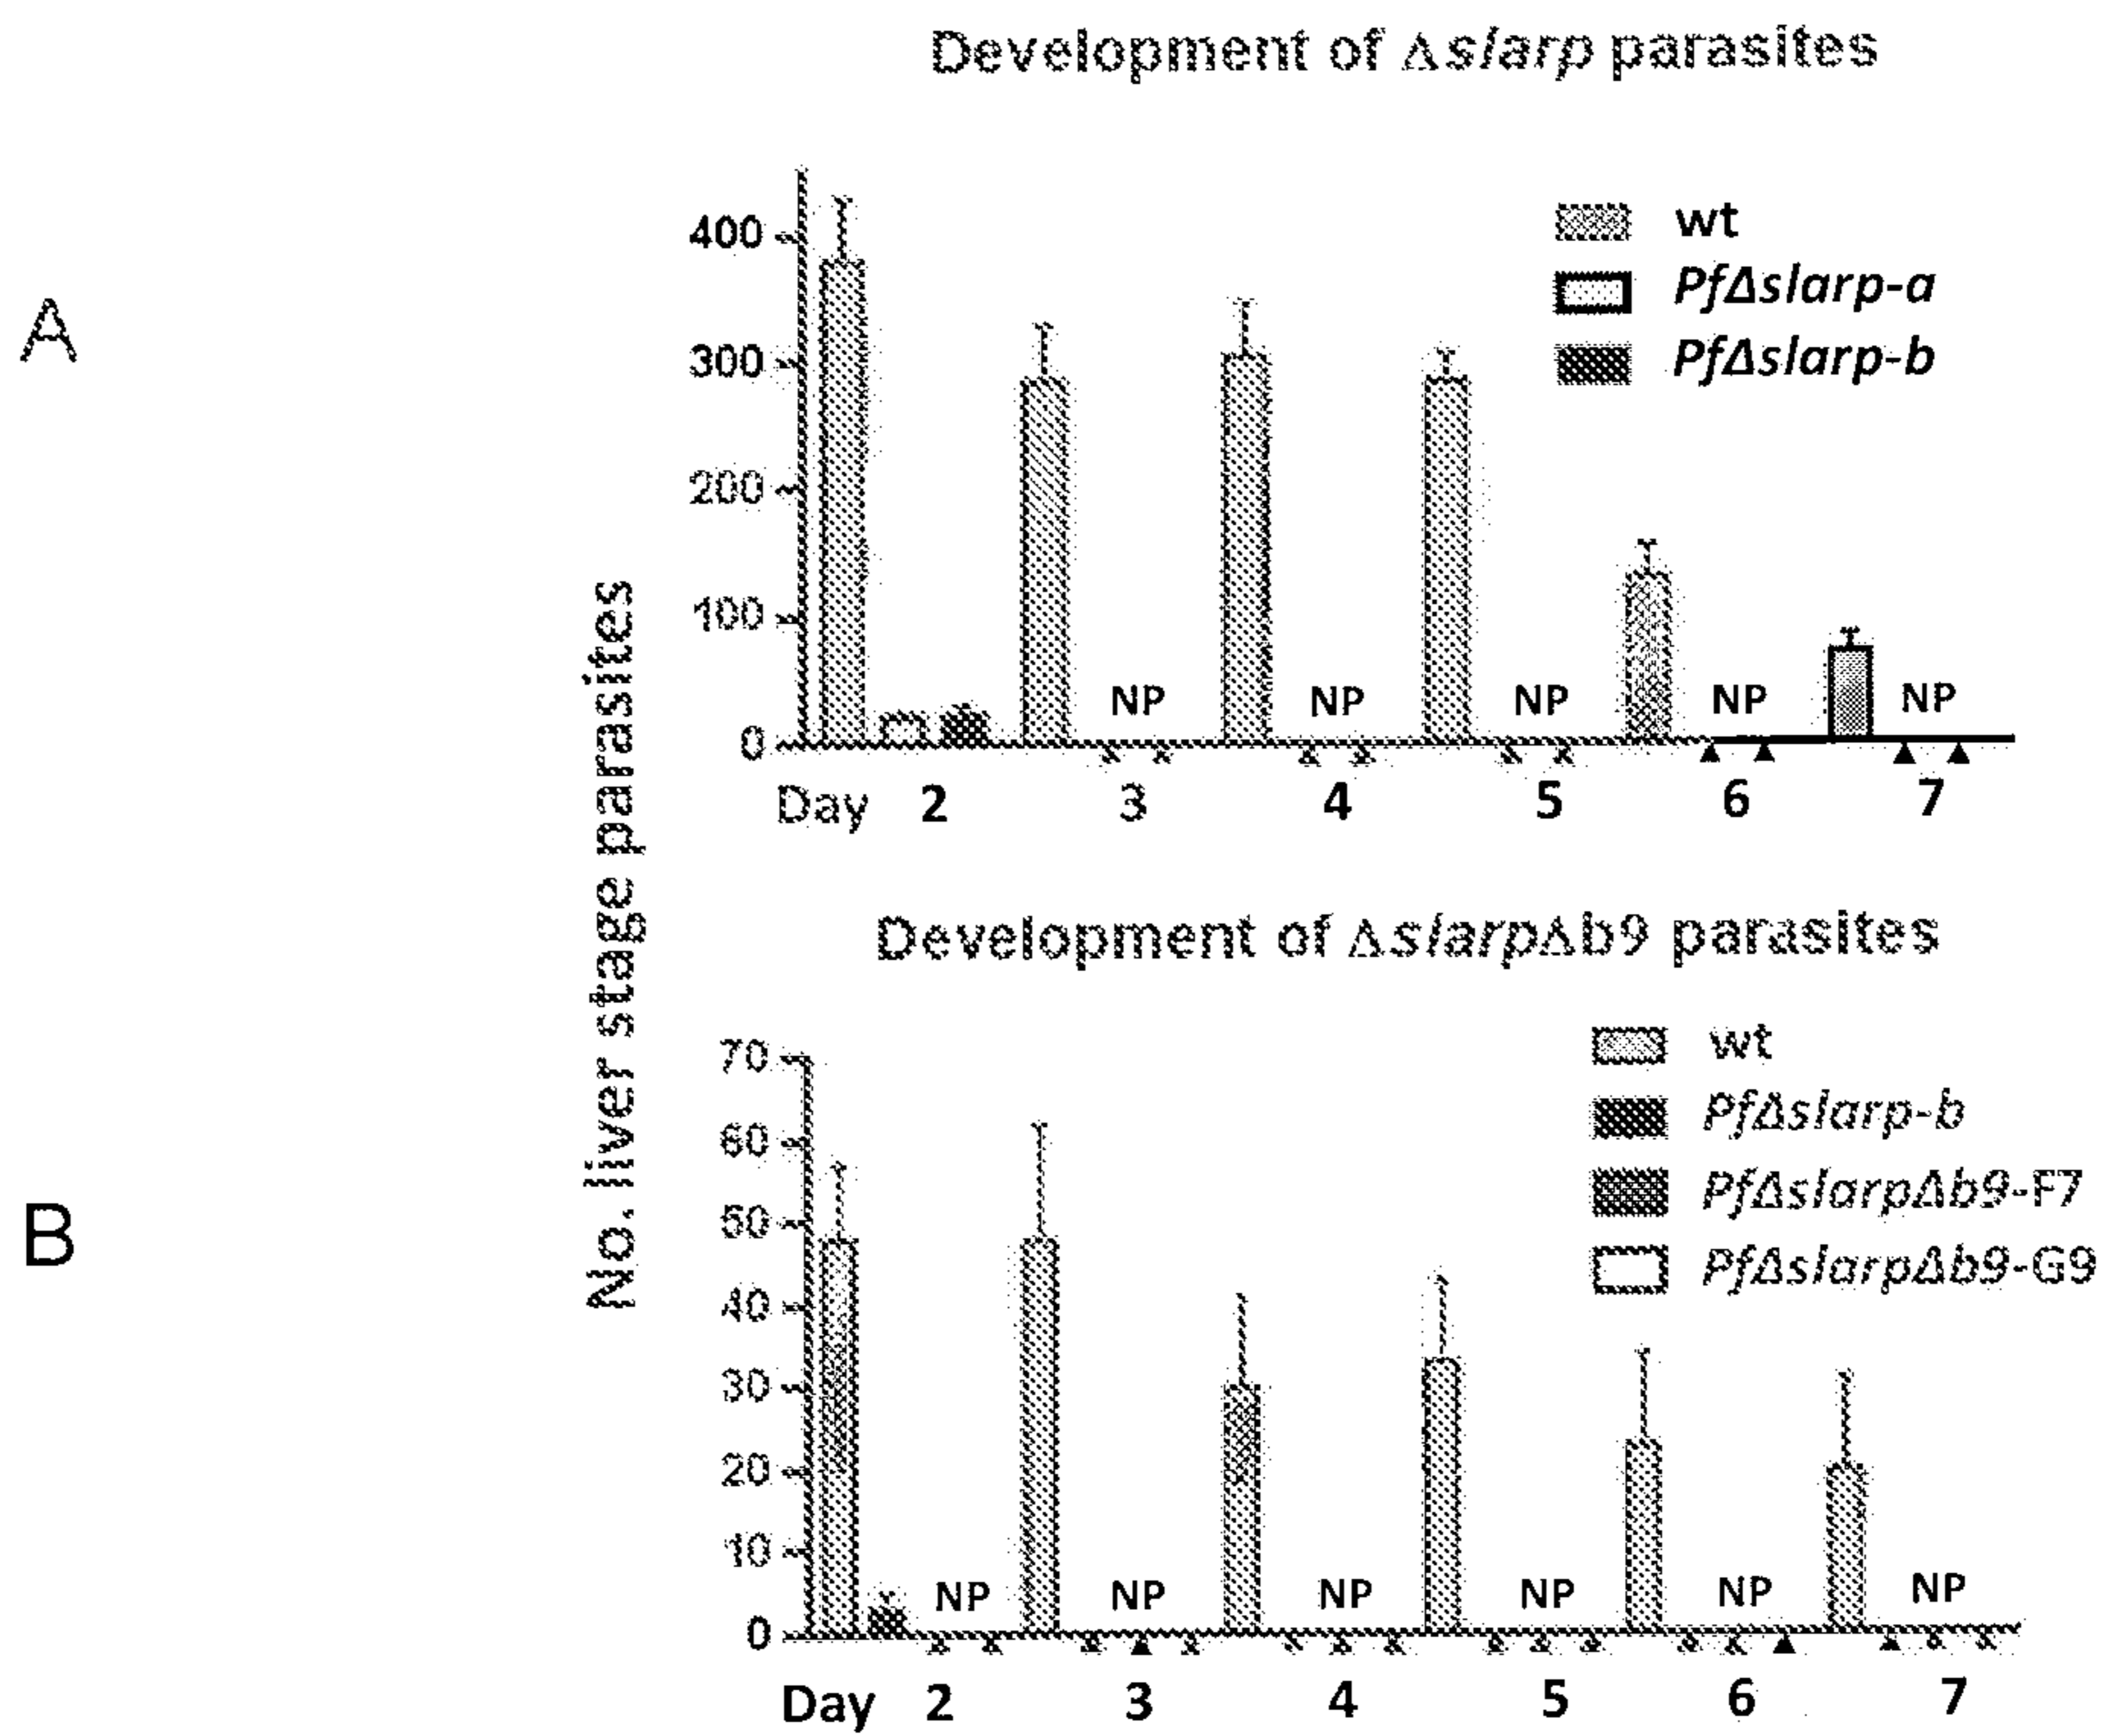 Development of Δslarp parasites
A
No. liver stage parasites
400
300
200
100
0
wt
PfΔslarp-a
PfΔslarp-b
NP NP NP NP NP
Day 2 3 4 5 6 7
Development of ΔslarpΔb9 parasites
B
70
60
50
40
30
20
10
0
wt
PfΔslarp-b
PfΔslarpΔb9-F7
PfΔslarpΔb9-G9
NP NP NP NP NP NP
Day 2 3 4 5 6 7